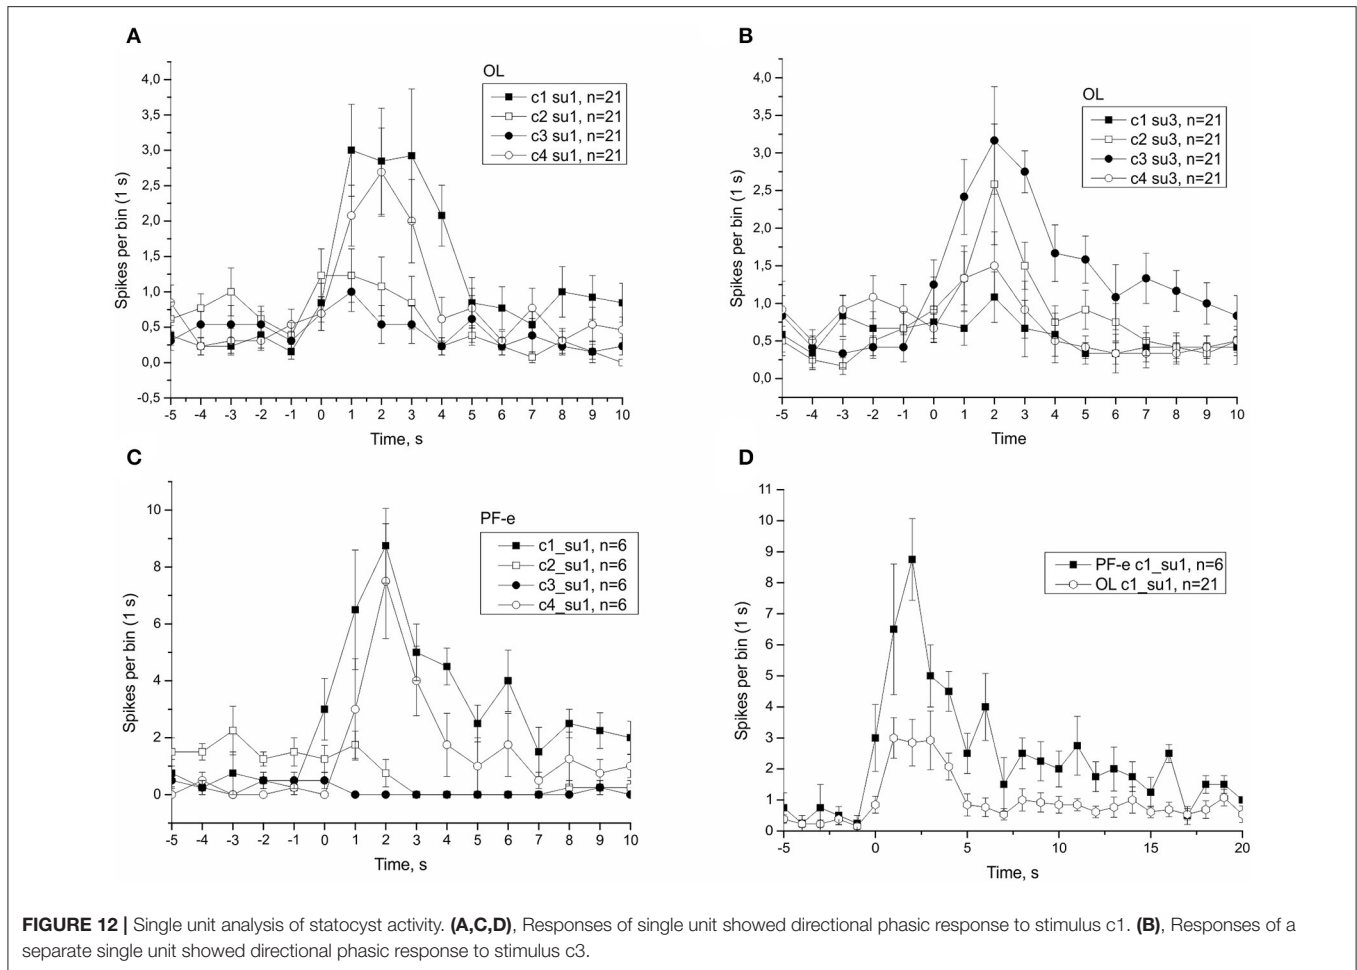 A
OL
c1 su1, n=21
c2 su1, n=21
c3 su1, n=21
c4 su1, n=21
Spikes per bin (1 s)
4,0
3,5
3,0
2,5
2,0
1,5
1,0
0,5
0,0
-0,5
-5 -4 -3 -2 -1 0 1 2 3 4 5 6 7 8 9 10
Time, s
B
OL
c1 su3, n=21
c2 su3, n=21
c3 su3, n=21
c4 su3, n=21
Spikes per bin (1 s)
4,0
3,5
3,0
2,5
2,0
1,5
1,0
0,5
0,0
-5 -4 -3 -2 -1 0 1 2 3 4 5 6 7 8 9 10
Time
C
PF-e
c1_su1, n=6
c2_su1, n=6
c3_su1, n=6
c4_su1, n=6
Spikes per bin (1 s)
10
8
6
4
2
0
-5 -4 -3 -2 -1 0 1 2 3 4 5 6 7 8 9 10
Time, s
D
PF-e c1_su1, n=6
OL c1_su1, n=21
Spikes per bin (1 s)
11
10
9
8
7
6
5
4
3
2
1
0
-5 0 5 10 15 20
Time, s
FIGURE 12 | Single unit analysis of statocyst activity. (A,C,D), Responses of single unit showed directional phasic response to stimulus c1. (B), Responses of a
separate single unit showed directional phasic response to stimulus c3.